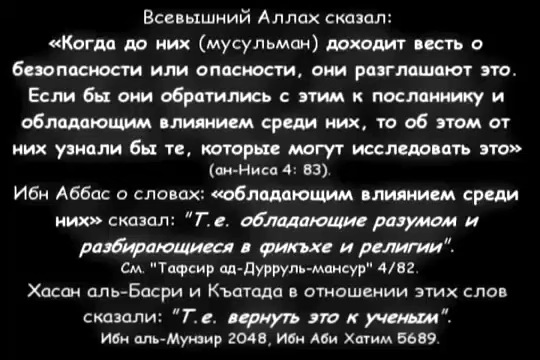 Всевышний Аллах сказал:
«Когда до них (мусульман) доходит весть о
безопасности или опасности, они разглашают это.
Если бы они обратились с этим к посланнику и
обладающим влиянием среди них, то об этом от
них узнали бы те, которые могут исследовать это»
(ан-Ниса 4: 83).
Ибн Аббас о словах: «обладающим влиянием среди
них» сказал: "Т.е. обладающие разумом и
разбирающиеся в фикъхе и религии".
См. "Тафсир ад-Дурруль-мансур" 4/82.
Хасан аль-Басри и Къатада в отношении этих слов
сказали: "Т.е. вернуть это к ученым".
Ибн аль-Мунзир 2048, Ибн Аби Хатим 5689.